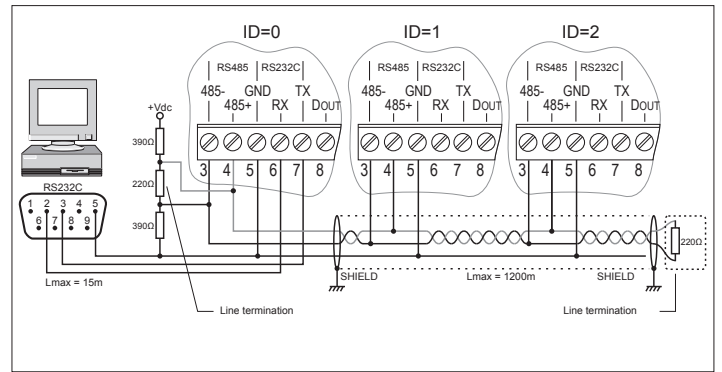 ID=0 ID=1 ID=2
RS485 RS232C RS485 RS232C RS485 RS232C
485- GND TX 485- GND TX 485- GND TX
485+ RX DOUT 485+ RX DOUT 485+ RX DOUT
+Vdc
390Ω
3 4 5 6 7 8 3 4 5 6 7 8 3 4 5 6 7 8
220Ω
RS232C
1 2 3 4 5
6 7 8 9
390Ω
220Ω
Lmax = 15m
SHIELD Lmax = 1200m SHIELD
Line termination Line termination